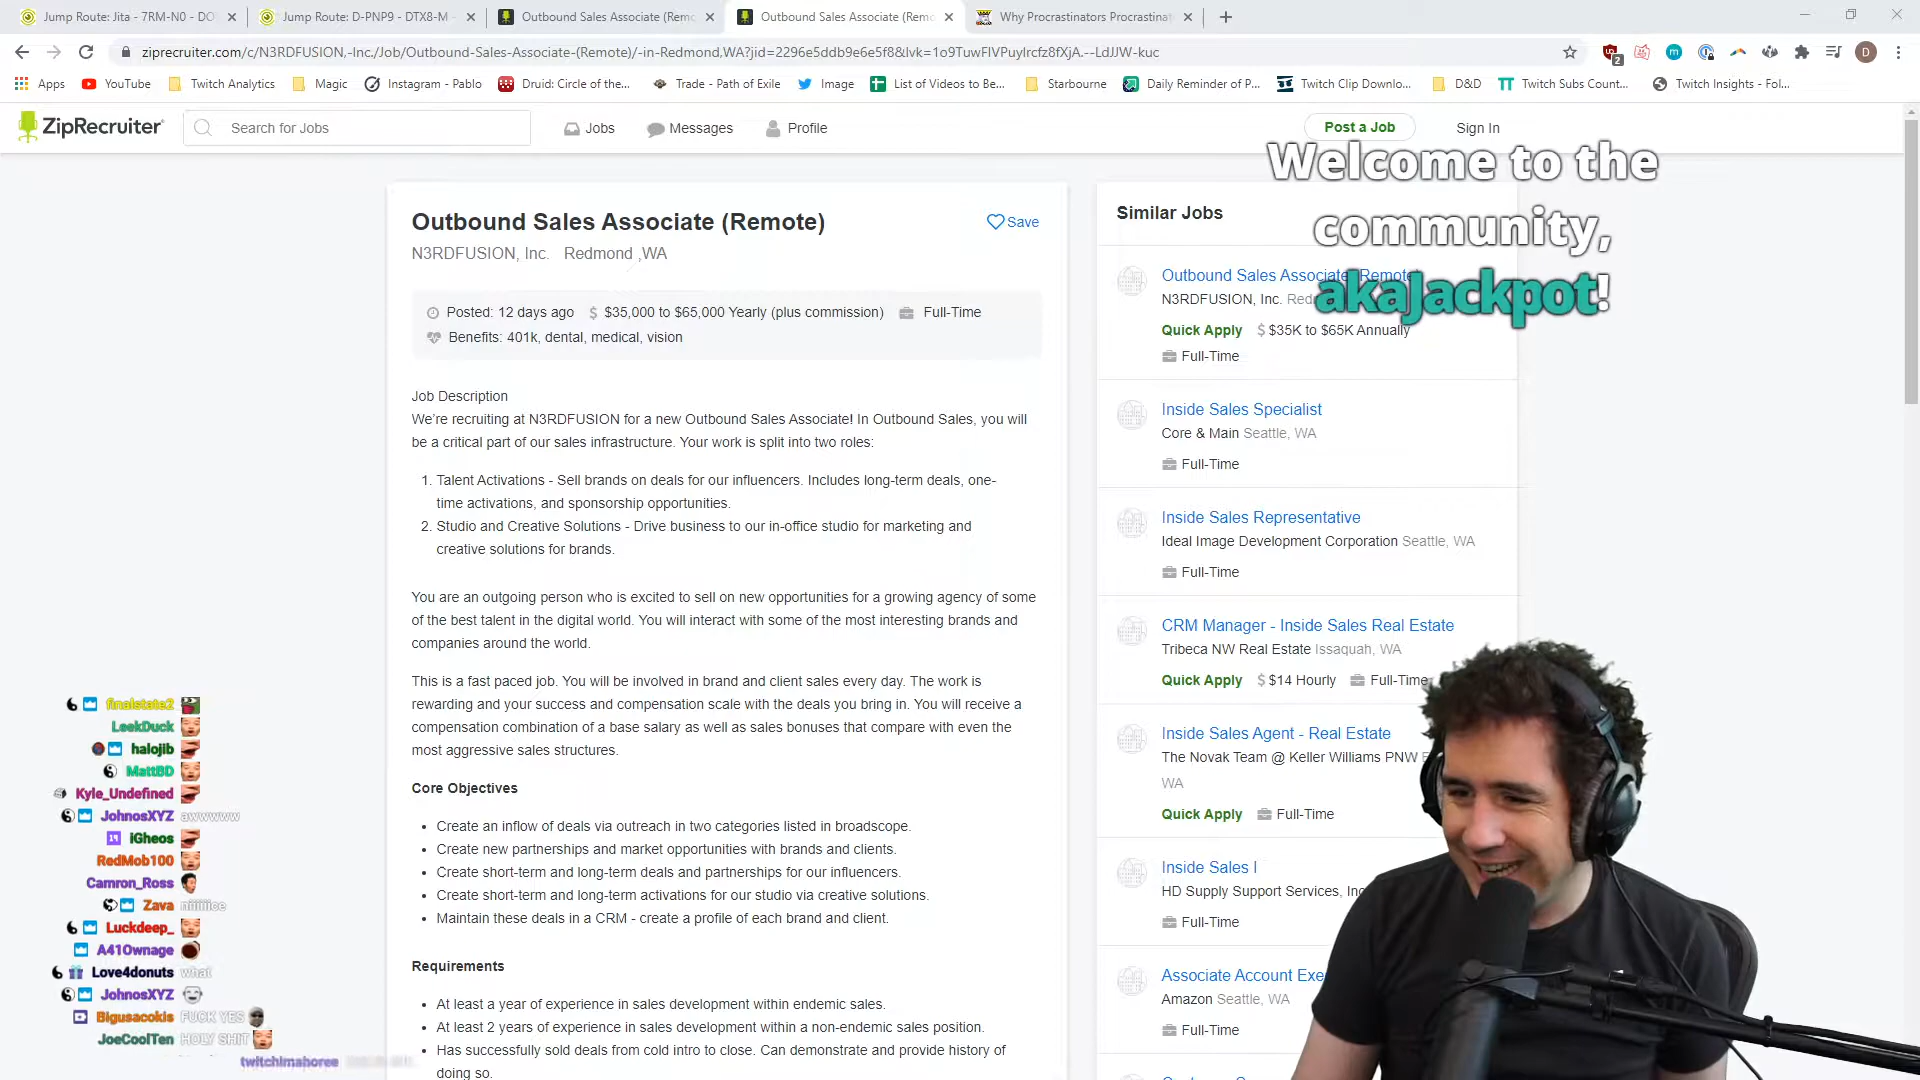 Jump Route: Jita - 7RM-N0 - DO
Jump Route: D-PNP9 - DTX8-M -
Outbound Sales Associate (Remo
Outbound Sales Associate (Remo
Why Procrastinators Procrastinat
ziprecruiter.com/c/N3RDFUSION,-Inc./Job/Outbound-Sales-Associate-(Remote)/-in-Redmond,WA?jid=2296e5ddb9e6e5f8&lvk=1o9TuwFlVPuyIrcfz8fXjA.--LdJJW-kuc
2
D
Apps
YouTube
Twitch Analytics
Magic
Instagram - Pablo
Druid: Circle of the...
Trade - Path of Exile
Image
List of Videos to Be...
Starbourne
Daily Reminder of P...
Twitch Clip Downlo...
D&D
Twitch Subs Count...
Twitch Insights - Fol...
ZipRecruiter
Search for Jobs
Jobs
Messages
Profile
Post a Job
Sign In
Welcome to the
community,
akaJackpot!
Outbound Sales Associate (Remote)
Save
N3RDFUSION, Inc. Redmond ,WA
Posted: 12 days ago $ $35,000 to $65,000 Yearly (plus commission) Full-Time
Benefits: 401k, dental, medical, vision
Job Description
We're recruiting at N3RDFUSION for a new Outbound Sales Associate! In Outbound Sales, you will
be a critical part of our sales infrastructure. Your work is split into two roles:
1. Talent Activations - Sell brands on deals for our influencers. Includes long-term deals, one-
time activations, and sponsorship opportunities.
2. Studio and Creative Solutions - Drive business to our in-office studio for marketing and
creative solutions for brands.
You are an outgoing person who is excited to sell on new opportunities for a growing agency of some
of the best talent in the digital world. You will interact with some of the most interesting brands and
companies around the world.
This is a fast paced job. You will be involved in brand and client sales every day. The work is
rewarding and your success and compensation scale with the deals you bring in. You will receive a
compensation combination of a base salary as well as sales bonuses that compare with even the
most aggressive sales structures.
Core Objectives
• Create an inflow of deals via outreach in two categories listed in broadscope.
• Create new partnerships and market opportunities with brands and clients.
• Create short-term and long-term deals and partnerships for our influencers.
• Create short-term and long-term activations for our studio via creative solutions.
• Maintain these deals in a CRM - create a profile of each brand and client.
Requirements
• At least a year of experience in sales development within endemic sales.
• At least 2 years of experience in sales development within a non-endemic sales position.
• Has successfully sold deals from cold intro to close. Can demonstrate and provide history of
doing so.
Similar Jobs
Outbound Sales Associate (Remote)
N3RDFUSION, Inc.
Quick Apply $ $35K to $65K Annually
Full-Time
Inside Sales Specialist
Core & Main Seattle, WA
Full-Time
Inside Sales Representative
Ideal Image Development Corporation Seattle, WA
Full-Time
CRM Manager - Inside Sales Real Estate
Tribeca NW Real Estate Issaquah, WA
Quick Apply $ $14 Hourly Full-Time
Inside Sales Agent - Real Estate
The Novak Team @ Keller Williams PNW
WA
Quick Apply Full-Time
Inside Sales I
HD Supply Support Services, Inc
Full-Time
Associate Account Exe
Amazon Seattle, WA
Full-Time
finalstate2
LeekDuck
halojib
MattBD
Kyle_Undefined
JohnosXYZ awwwww
iGheos
RedMob100
Camron_Ross
Zava niiiiiice
Luckdeep_
A41Ownage
Love4donuts what
JohnosXYZ
Bigusacokis FUCK YES
JoeCoolTen HOLY SHIT
twitchimahoree